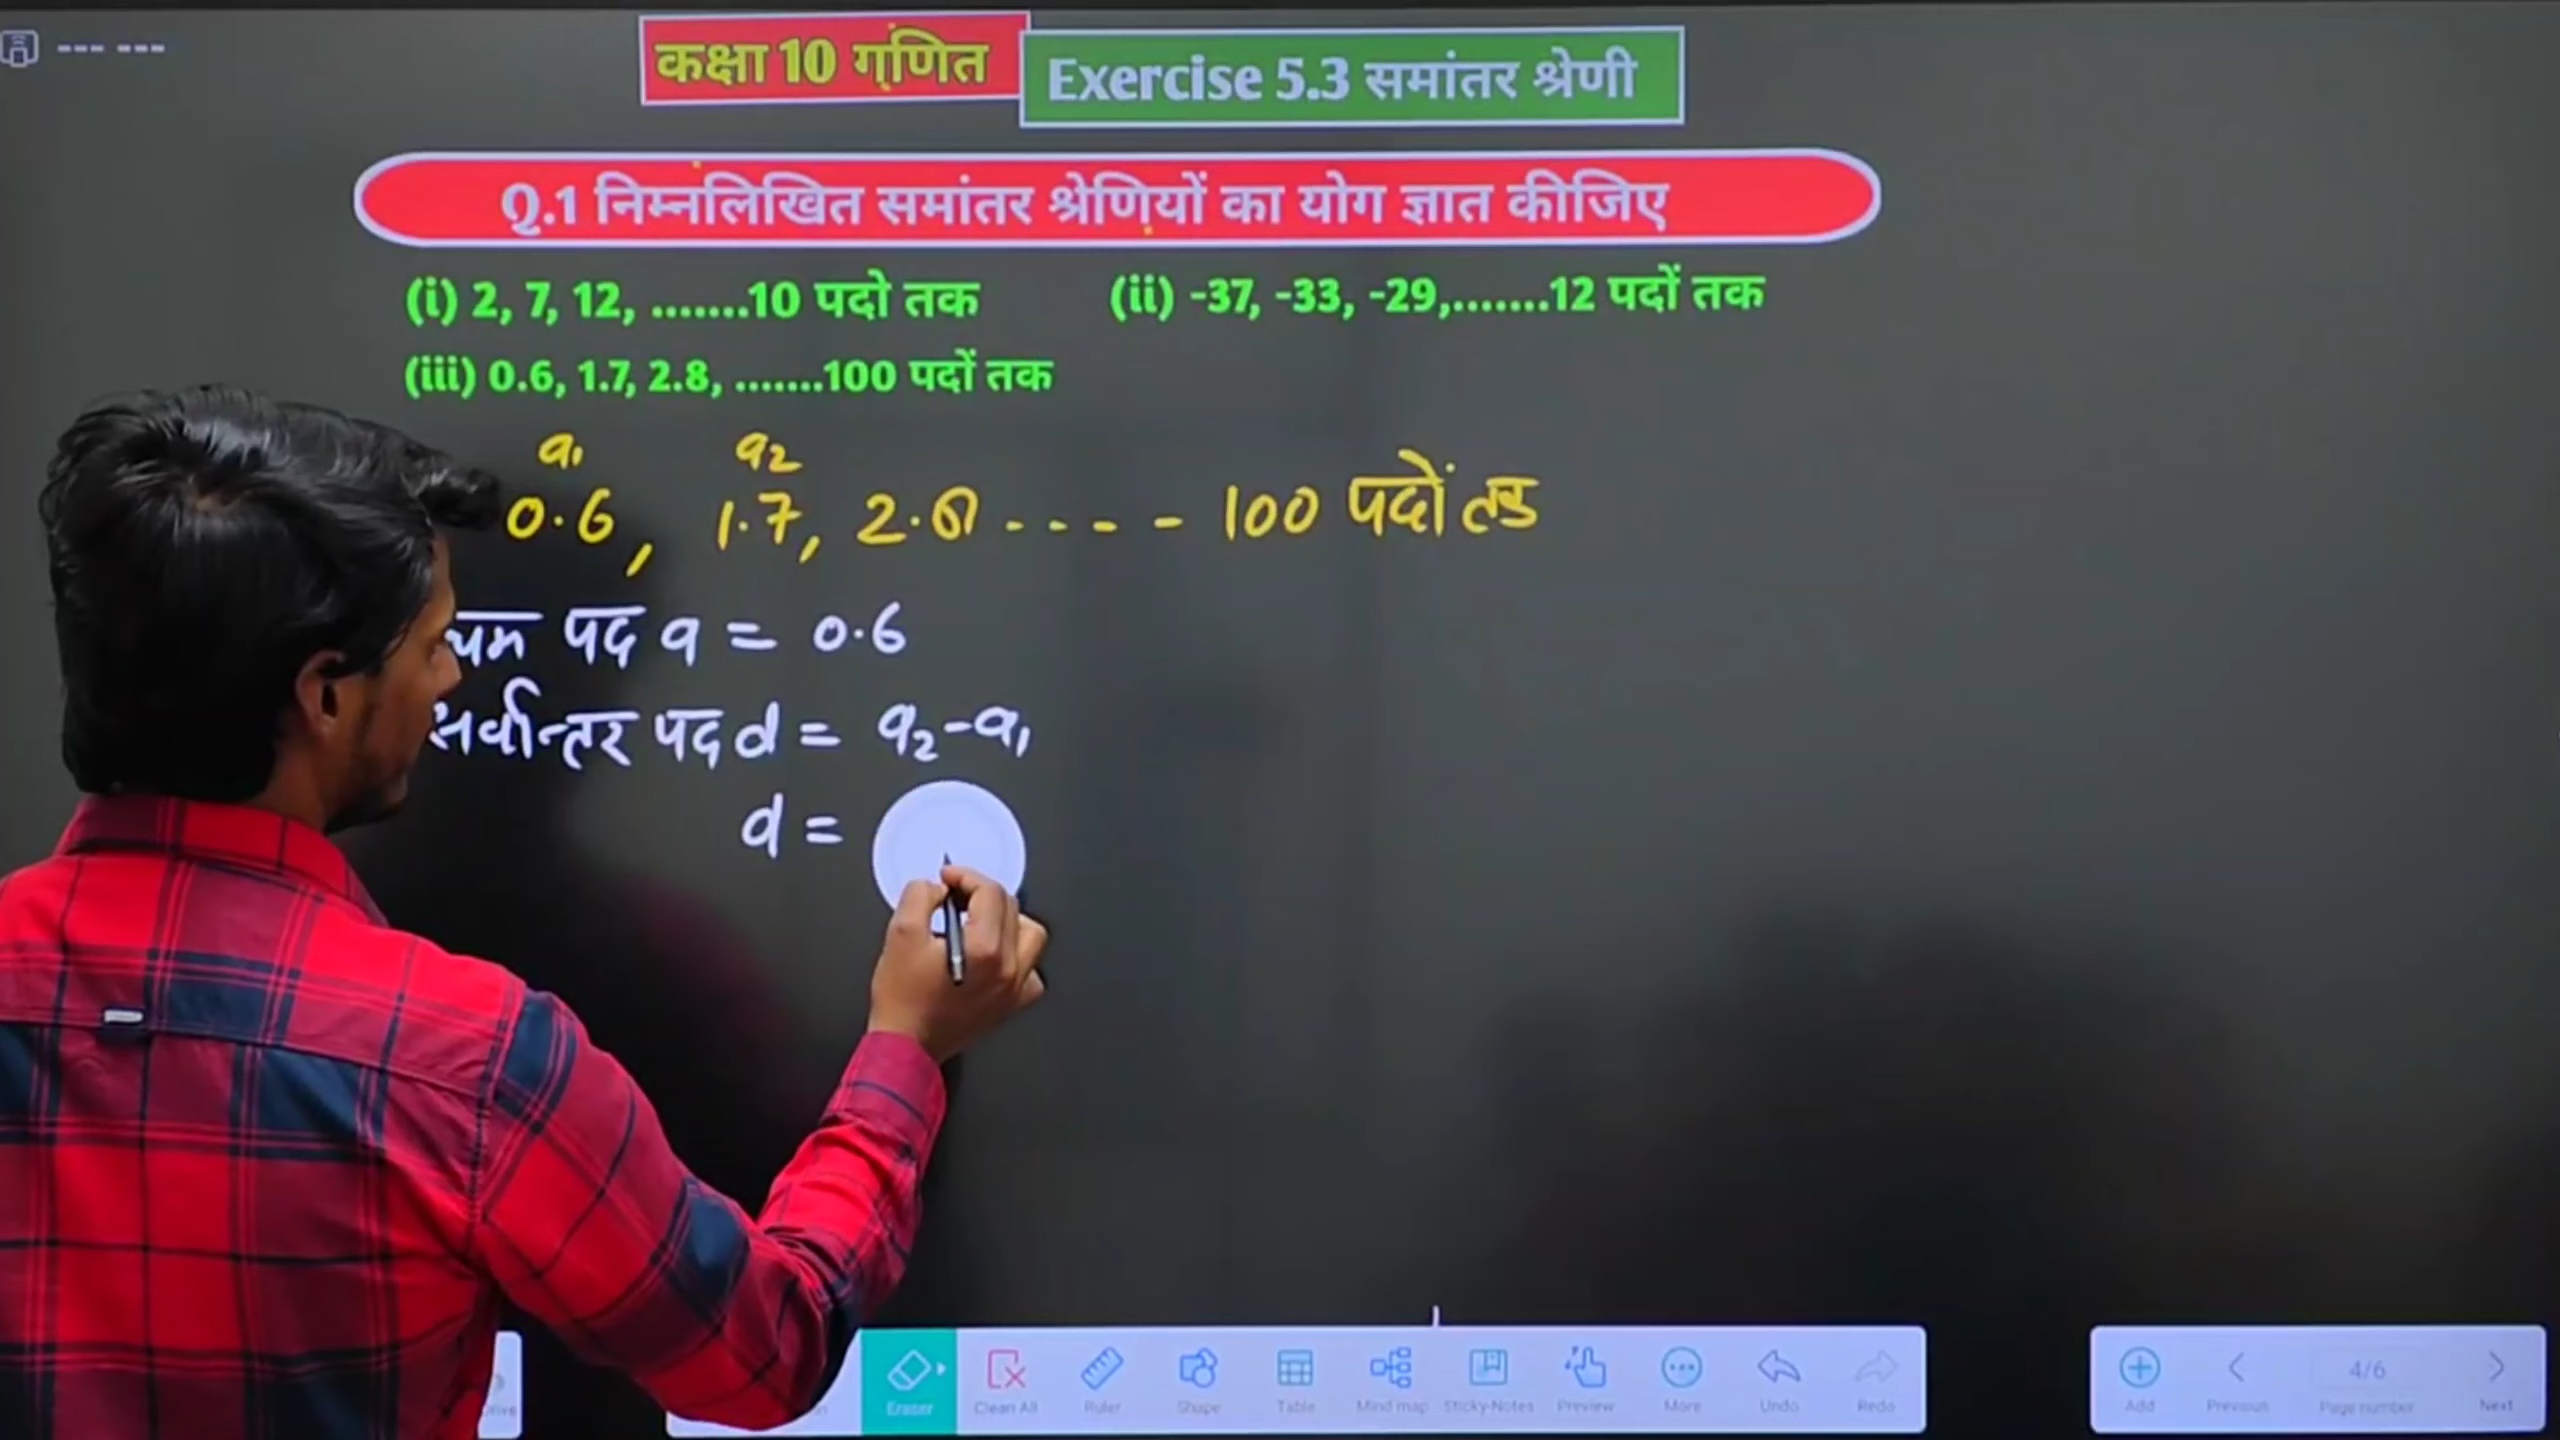 कक्षा 10 गणित
Exercise 5.3 समांतर श्रेणी
Q.1 निम्नलिखित समांतर श्रेणियों का योग ज्ञात कीजिए
(i) 2, 7, 12, .......10 पदो तक
(ii) -37, -33, -29,.......12 पदों तक
(iii) 0.6, 1.7, 2.8, .......100 पदों तक
a₁ a₂
0.6, 1.7, 2.8 - - - - 100 पदों तक
पद a = 0.6
सर्वान्तर पद d = a₂-a₁
d =
Eraser
Clean All
Ruler
Shape
Table
Mind map
Sticky-Notes
Preview
More
Undo
Redo
Add
Previous
4/6
Page number
Next